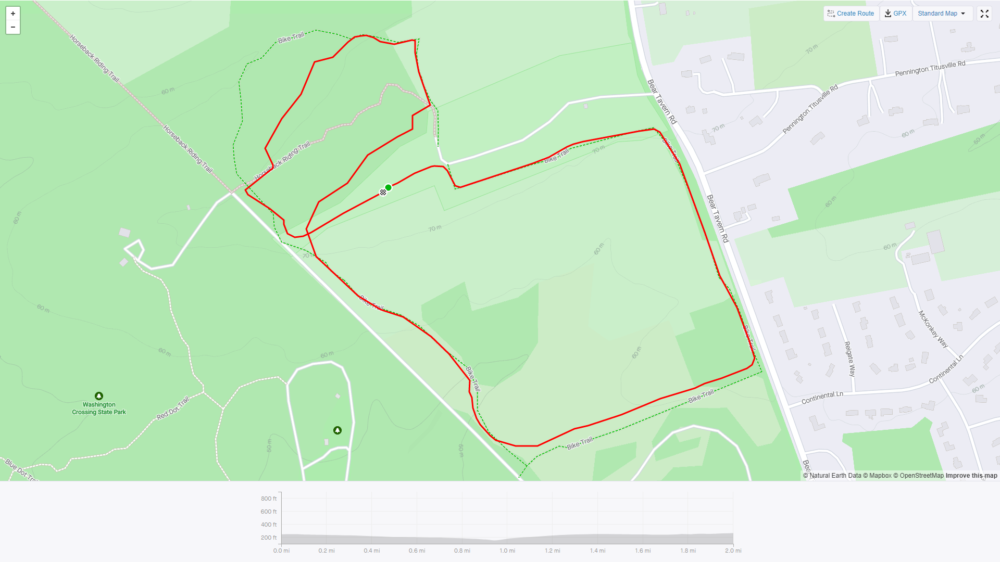 +
−
Create Route
GPX
Standard Map
Bike Trail
Horseback Riding Trail
70 m
Pennington Titusville Rd
60 m
Bear Tavern Rd
Pennington Titusville Rd
70 m
60 m
60 m
Horseback Riding Trail
Horseback Riding Trail
Bike Trail
70 m
Bike Trail
60 m
60 m
Bear Tavern Rd
70 m
60 m
60 m
70 m
Bike Trail
60 m
McKonkey Way
Bike Trail
60 m
60 m
60 m
Reigate Way
Continental Ln
Bike Trail
60 m
Continental Ln
Bike Trail
Washington
Crossing State Park
Red Dot Trail
Bike Trail
50 m
50 m
Blue Dot Trail
Bea
© Natural Earth Data © Mapbox © OpenStreetMap Improve this map
800 ft
600 ft
400 ft
200 ft
0.0 mi 0.2 mi 0.4 mi 0.6 mi 0.8 mi 1.0 mi 1.2 mi 1.4 mi 1.6 mi 1.8 mi 2.0 mi